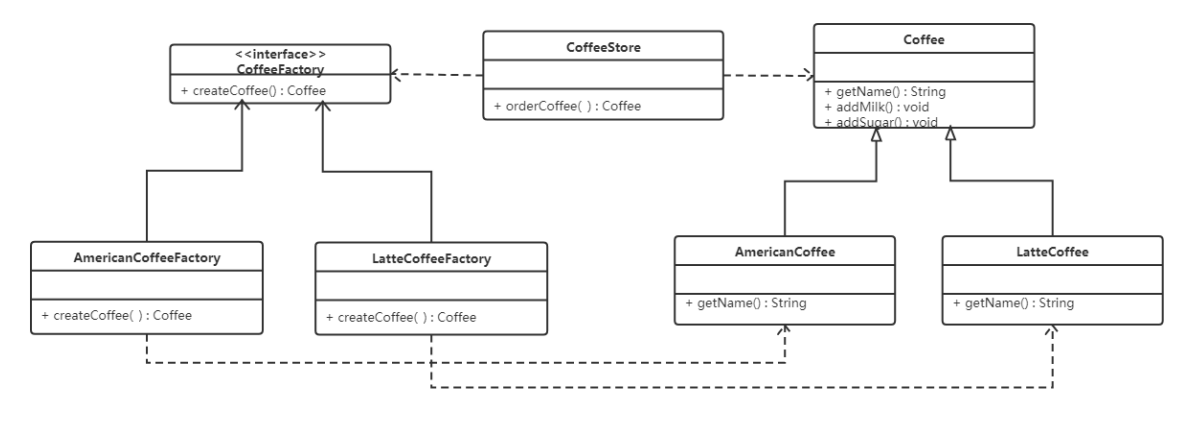 <<interface>>
CoffeeFactory
+ createCoffee() : Coffee
CoffeeStore
+ orderCoffee( ) : Coffee
Coffee
+ getName() : String
+ addMilk() : void
+ addSugar() : void
AmericanCoffeeFactory
+ createCoffee( ) : Coffee
LatteCoffeeFactory
+ createCoffee( ) : Coffee
AmericanCoffee
+ getName() : String
LatteCoffee
+ getName() : String